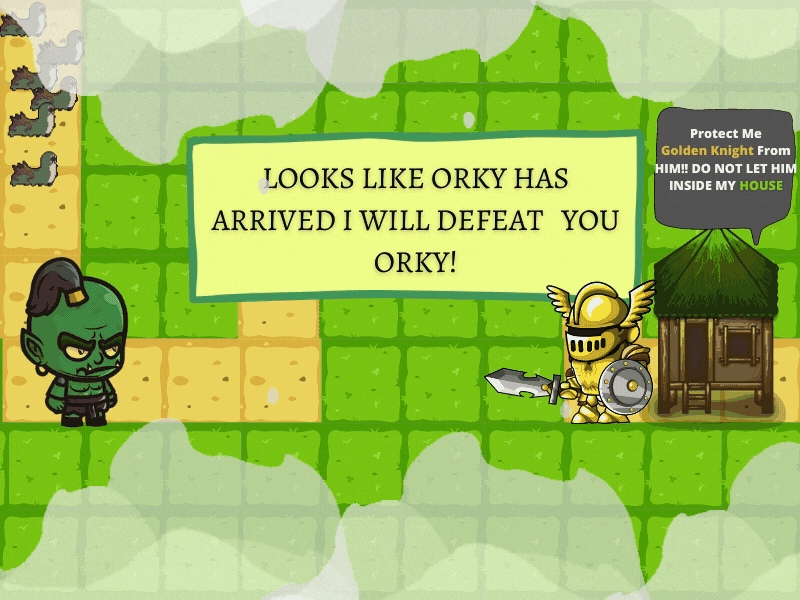 LOOKS LIKE ORKY HAS
ARRIVED I WILL DEFEAT YOU
ORKY!
Protect Me
Golden Knight From
HIM!! DO NOT LET HIM
INSIDE MY HOUSE